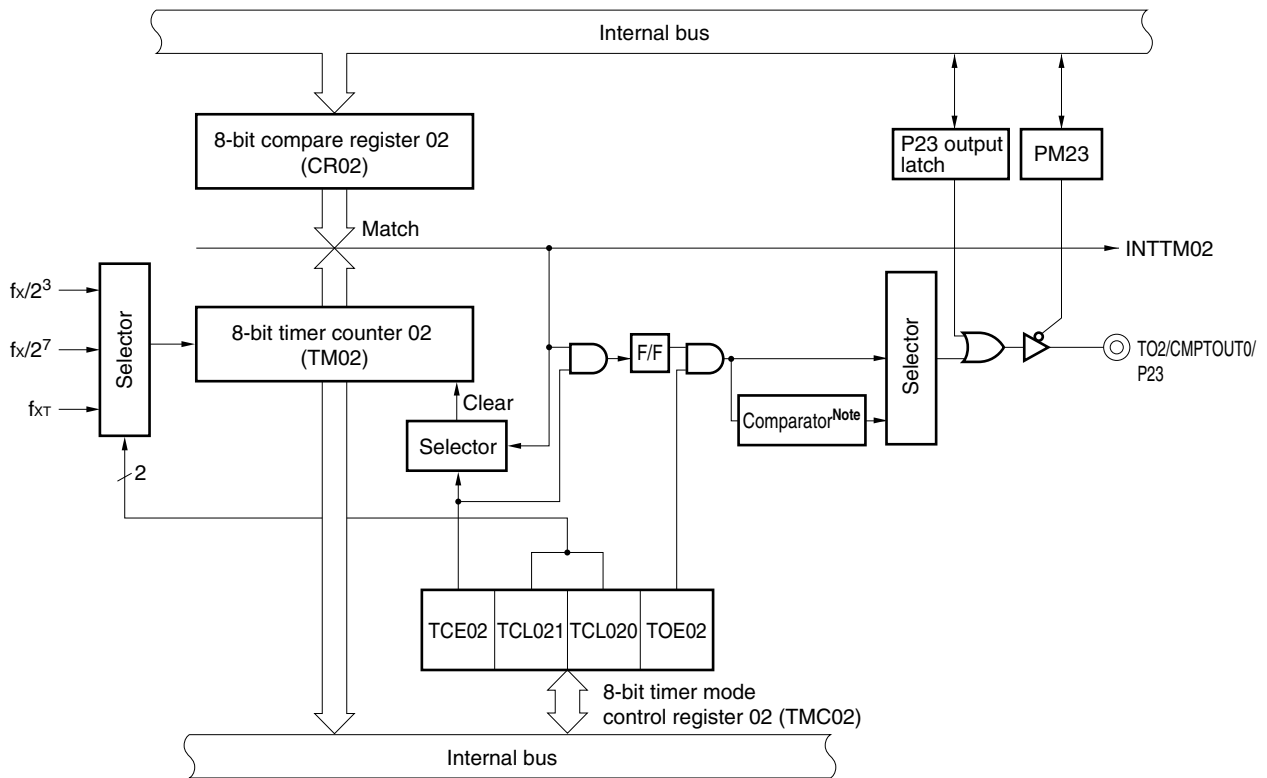 Internal bus
8-bit compare register 02
(CR02)
P23 output
latch
PM23
Match
INTTM02
fX/2³
fX/2⁷
fXT
Selector
8-bit timer counter 02
(TM02)
F/F
Selector
TO2/CMPTOUT0/
P23
Clear
Selector
ComparatorNote
2
TCE02
TCL021
TCL020
TOE02
8-bit timer mode
control register 02 (TMC02)
Internal bus